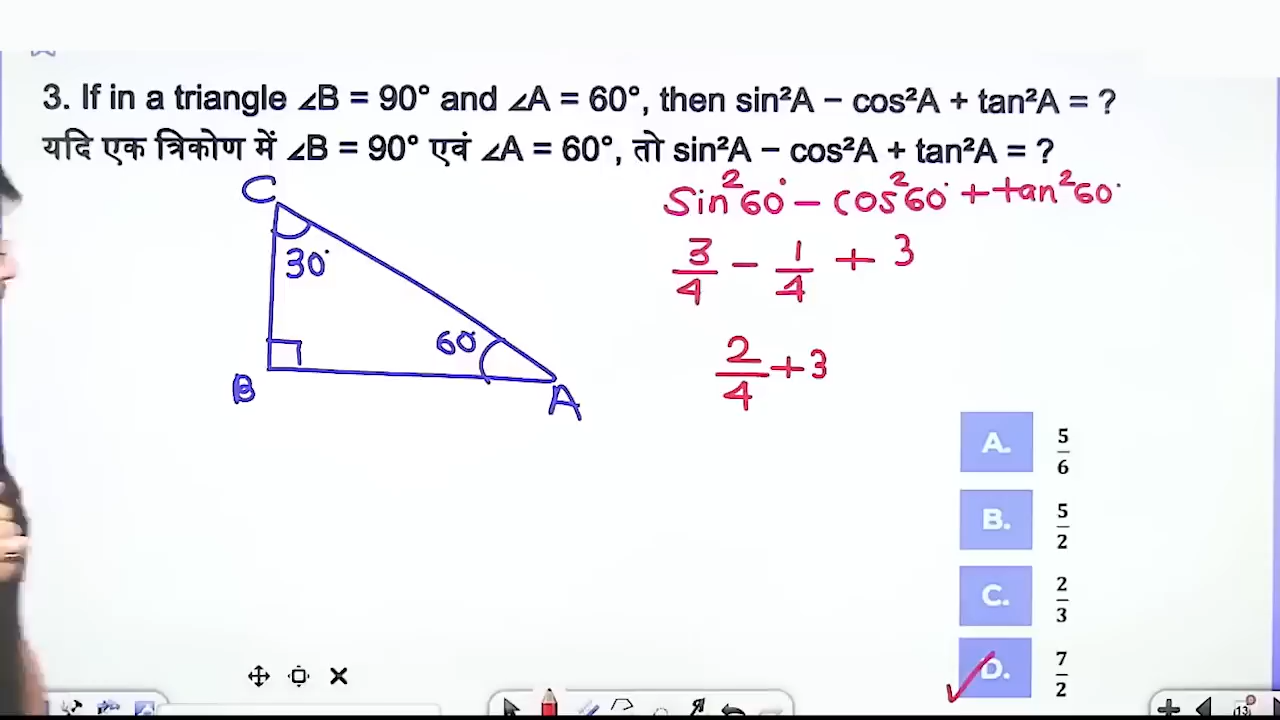 3. If in a triangle ∠B = 90° and ∠A = 60°, then sin²A − cos²A + tan²A = ?
यदि एक त्रिकोण में ∠B = 90° एवं ∠A = 60°, तो sin²A − cos²A + tan²A = ?
C
30°
60°
B
A
sin²60° − cos²60° + tan²60°
3/4 − 1/4 + 3
2/4 + 3
A. 5/6
B. 5/2
C. 2/3
D. 7/2
13